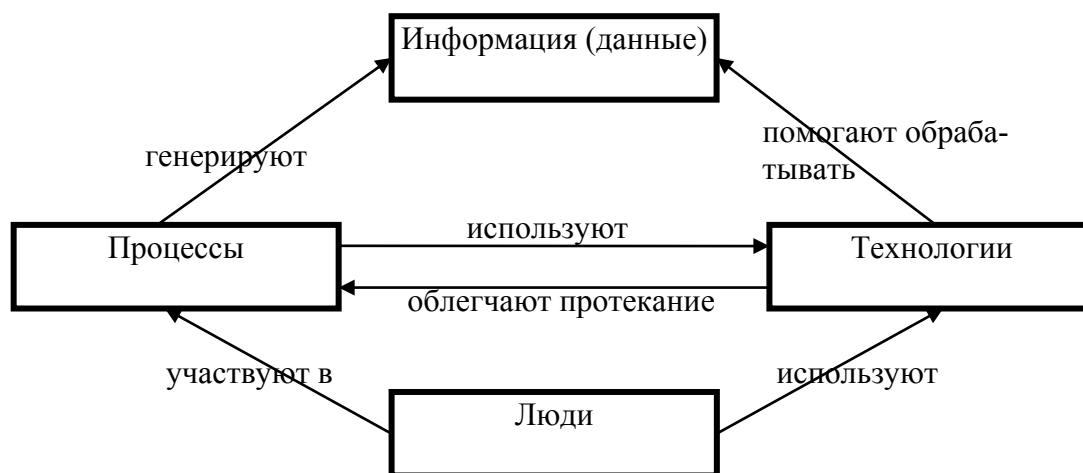 Информация (данные)
помогают обраба-
тывать
генерируют
Процессы
используют
Технологии
облегчают протекание
участвуют в
используют
Люди